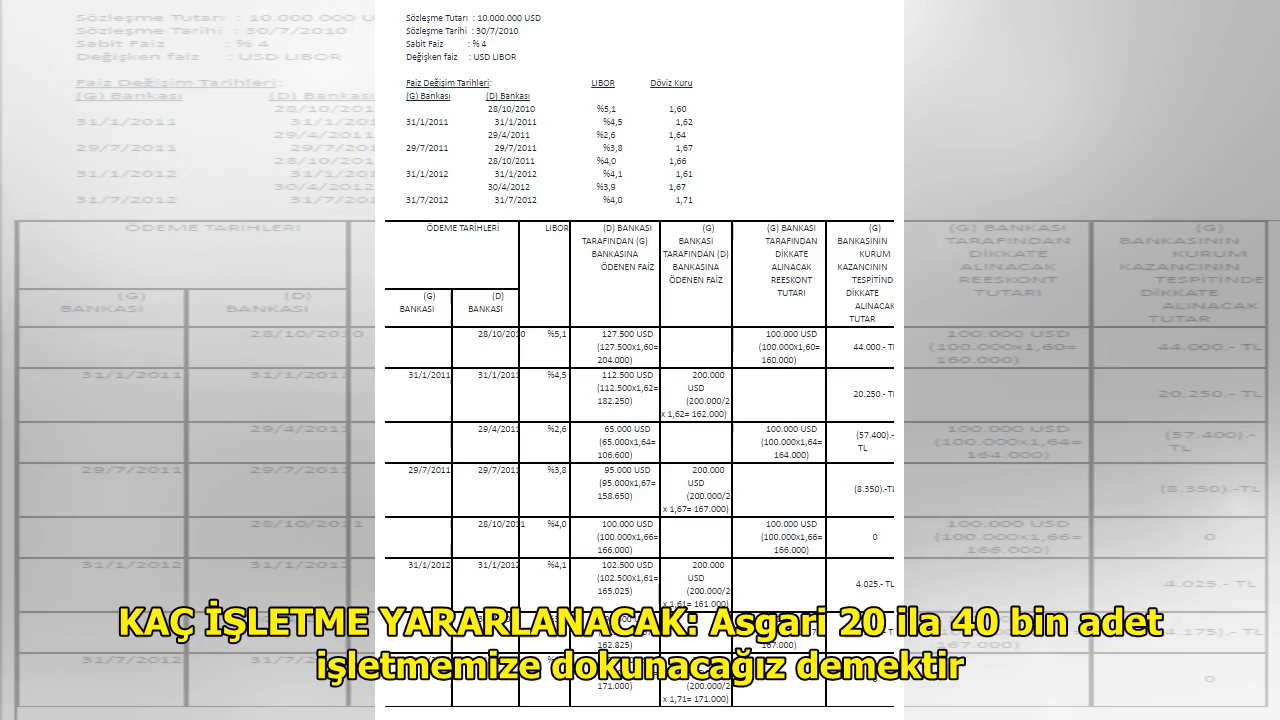 Sözleşme Tutarı : 10.000.000 USD
Sözleşme Tarihi : 30/7/2010
Sabit Faiz : % 4
Değişken faiz : USD LIBOR
Faiz Değişim Tarihleri: LIBOR Döviz Kuru
(G) Bankası (D) Bankası
28/10/2010 %5,1 1,60
31/1/2011 31/1/2011 %4,5 1,62
29/4/2011 %2,6 1,64
29/7/2011 29/7/2011 %3,8 1,67
28/10/2011 %4,0 1,66
31/1/2012 31/1/2012 %4,1 1,61
30/4/2012 %3,9 1,67
31/7/2012 31/7/2012 %4,0 1,71
ÖDEME TARİHLERİ LIBOR (D) BANKASI (G) (G) BANKASI (G)
TARAFINDAN (G) BANKASI TARAFINDAN BANKASININ
BANKASINA TARAFINDAN (D) DİKKATE KURUM
ÖDENEN FAİZ BANKASINA ALINACAK KAZANCININ
ÖDENEN FAİZ REESKONT TESPİTİND
TUTARI DİKKATE
(G) (D) ALINACAK
BANKASI BANKASI TUTAR
28/10/2010 %5,1 127.500 USD 100.000 USD
(127.500x1,60= (100.000x1,60= 44.000.- TL
204.000) 160.000)
31/1/2011 31/1/2011 %4,5 112.500 USD 200.000
(112.500x1,62= USD 20.250.- TL
182.250) (200.000/2
x 1,62= 162.000)
29/4/2011 %2,6 65.000 USD 100.000 USD (57.400).-
(65.000x1,64= (100.000x1,64= TL
106.600) 164.000)
29/7/2011 29/7/2011 %3,8 95.000 USD 200.000
(95.000x1,67= USD (8.350).-TL
158.650) (200.000/2
x 1,67= 167.000)
28/10/2011 %4,0 100.000 USD 100.000 USD
(100.000x1,66= (100.000x1,66= 0
166.000) 166.000)
31/1/2012 31/1/2012 %4,1 102.500 USD 200.000
(102.500x1,61= USD 4.025.- TL
165.025) (200.000/2
x 1,61= 161.000)
KAÇ İŞLETME YARARLANACAK: Asgari 20 ila 40 bin adet
162.825)
işletmemize dokunacağız demektir
171.000) (200.000/2
x 1,71= 171.000)